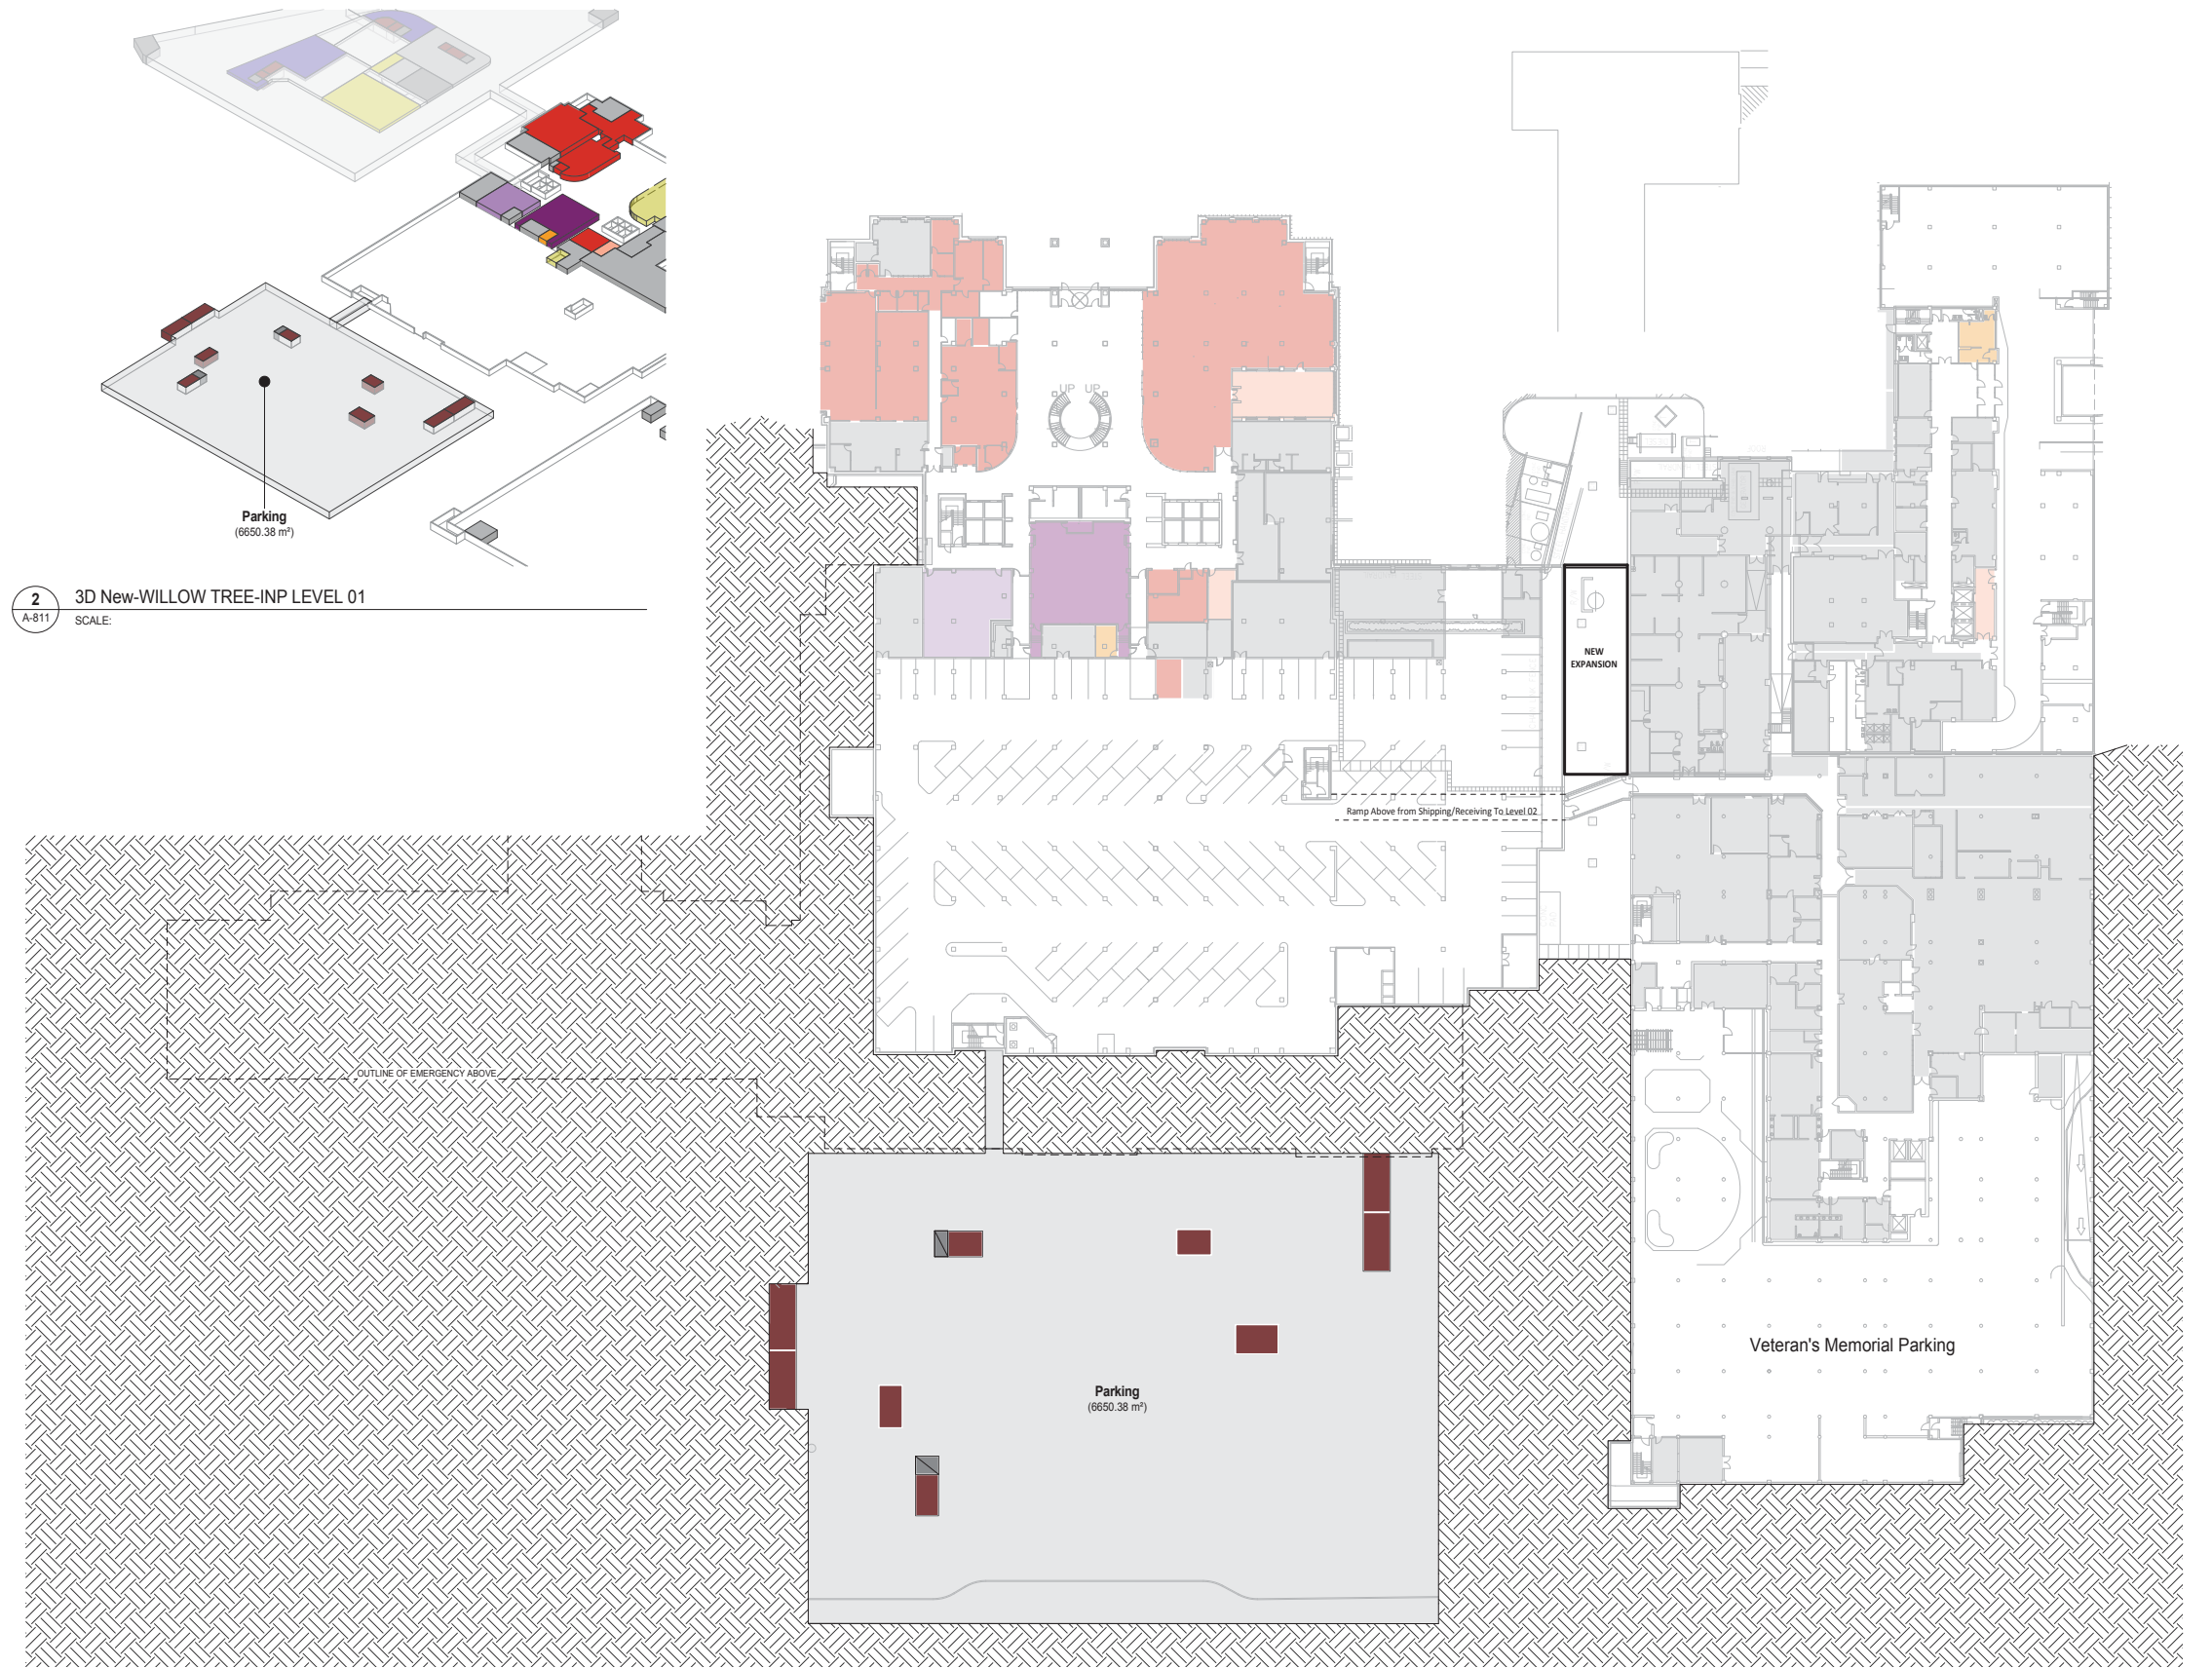 Parking
(6650.38 m²)
2
A-811
3D New-WILLOW TREE-INP LEVEL 01
SCALE:
UP UP
NEW
EXPANSION
Ramp Above from Shipping/Receiving To Level 02
OUTLINE OF EMERGENCY ABOVE
Veteran's Memorial Parking
Parking
(6650.38 m²)